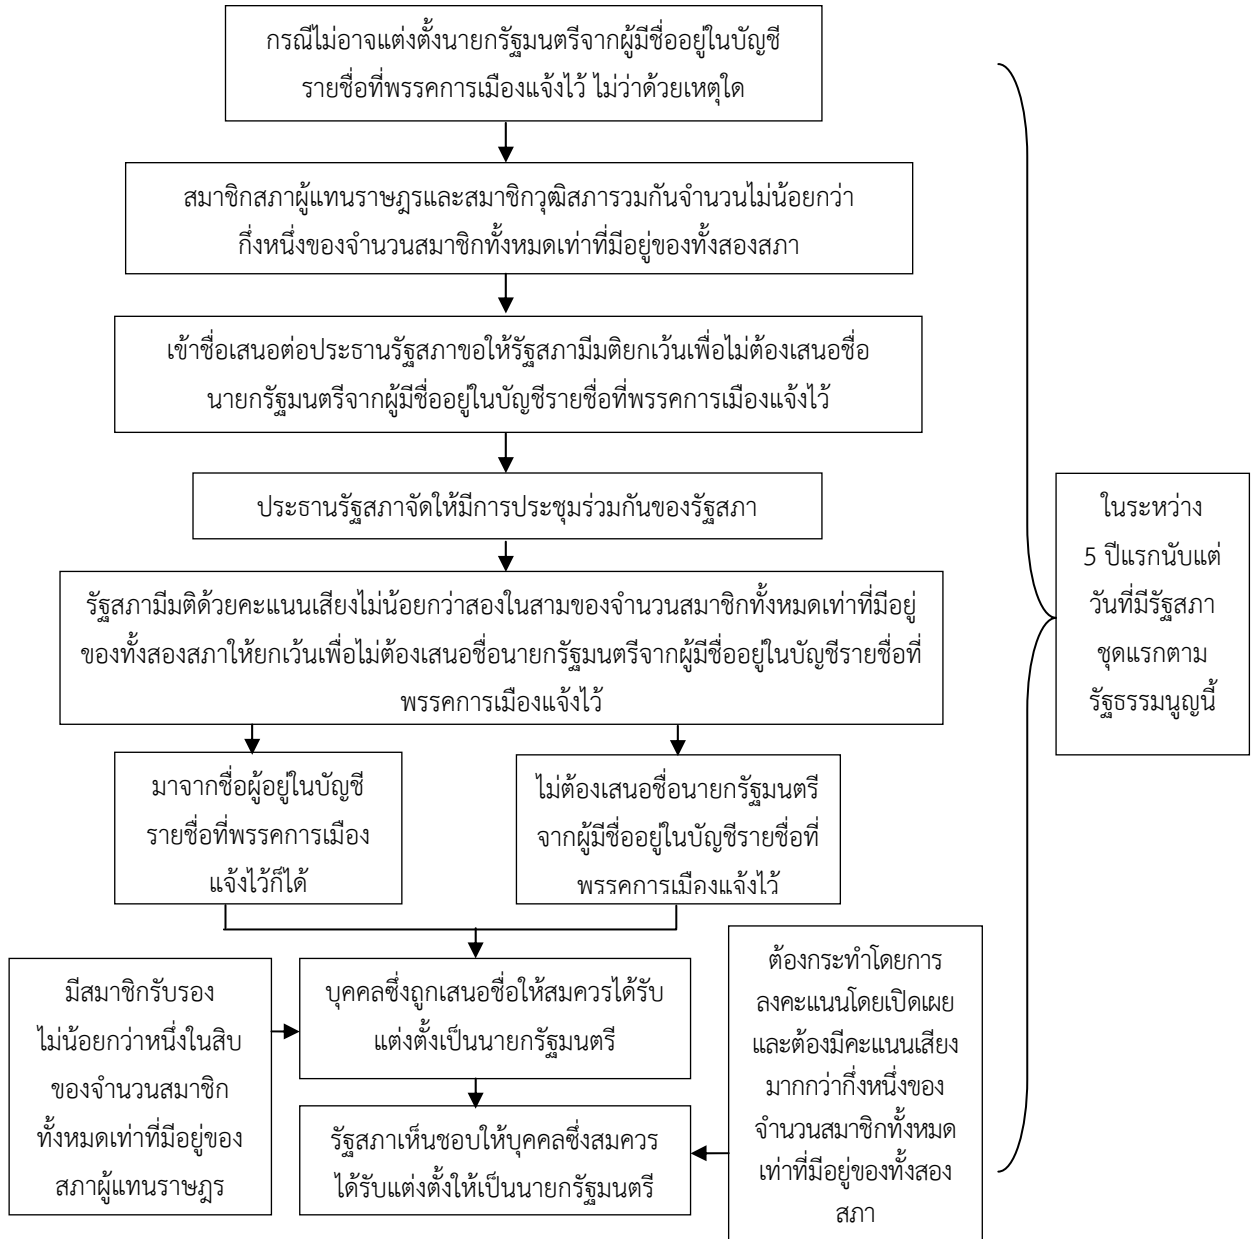 กรณีไม่อาจแต่งตั้งนายกรัฐมนตรีจากผู้มีชื่ออยู่ในบัญชี
รายชื่อที่พรรคการเมืองแจ้งไว้ ไม่ว่าด้วยเหตุใด
สมาชิกสภาผู้แทนราษฎรและสมาชิกวุฒิสภารวมกันจำนวนไม่น้อยกว่า
กึ่งหนึ่งของจำนวนสมาชิกทั้งหมดเท่าที่มีอยู่ของทั้งสองสภา
เข้าชื่อเสนอต่อประธานรัฐสภาขอให้รัฐสภามีมติยกเว้นเพื่อไม่ต้องเสนอชื่อ
นายกรัฐมนตรีจากผู้มีชื่ออยู่ในบัญชีรายชื่อที่พรรคการเมืองแจ้งไว้
ประธานรัฐสภาจัดให้มีการประชุมร่วมกันของรัฐสภา
รัฐสภามีมติด้วยคะแนนเสียงไม่น้อยกว่าสองในสามของจำนวนสมาชิกทั้งหมดเท่าที่มีอยู่
ของทั้งสองสภาให้ยกเว้นเพื่อไม่ต้องเสนอชื่อนายกรัฐมนตรีจากผู้มีชื่ออยู่ในบัญชีรายชื่อที่
พรรคการเมืองแจ้งไว้
มาจากชื่อผู้อยู่ในบัญชี
รายชื่อที่พรรคการเมือง
แจ้งไว้ก็ได้
ไม่ต้องเสนอชื่อนายกรัฐมนตรี
จากผู้มีชื่ออยู่ในบัญชีรายชื่อที่
พรรคการเมืองแจ้งไว้
มีสมาชิกรับรอง
ไม่น้อยกว่าหนึ่งในสิบ
ของจำนวนสมาชิก
ทั้งหมดเท่าที่มีอยู่ของ
สภาผู้แทนราษฎร
บุคคลซึ่งถูกเสนอชื่อให้สมควรได้รับ
แต่งตั้งเป็นนายกรัฐมนตรี
รัฐสภาเห็นชอบให้บุคคลซึ่งสมควร
ได้รับแต่งตั้งให้เป็นนายกรัฐมนตรี
ต้องกระทำโดยการ
ลงคะแนนโดยเปิดเผย
และต้องมีคะแนนเสียง
มากกว่ากึ่งหนึ่งของ
จำนวนสมาชิกทั้งหมด
เท่าที่มีอยู่ของทั้งสอง
สภา
ในระหว่าง
5 ปีแรกนับแต่
วันที่มีรัฐสภา
ชุดแรกตาม
รัฐธรรมนูญนี้